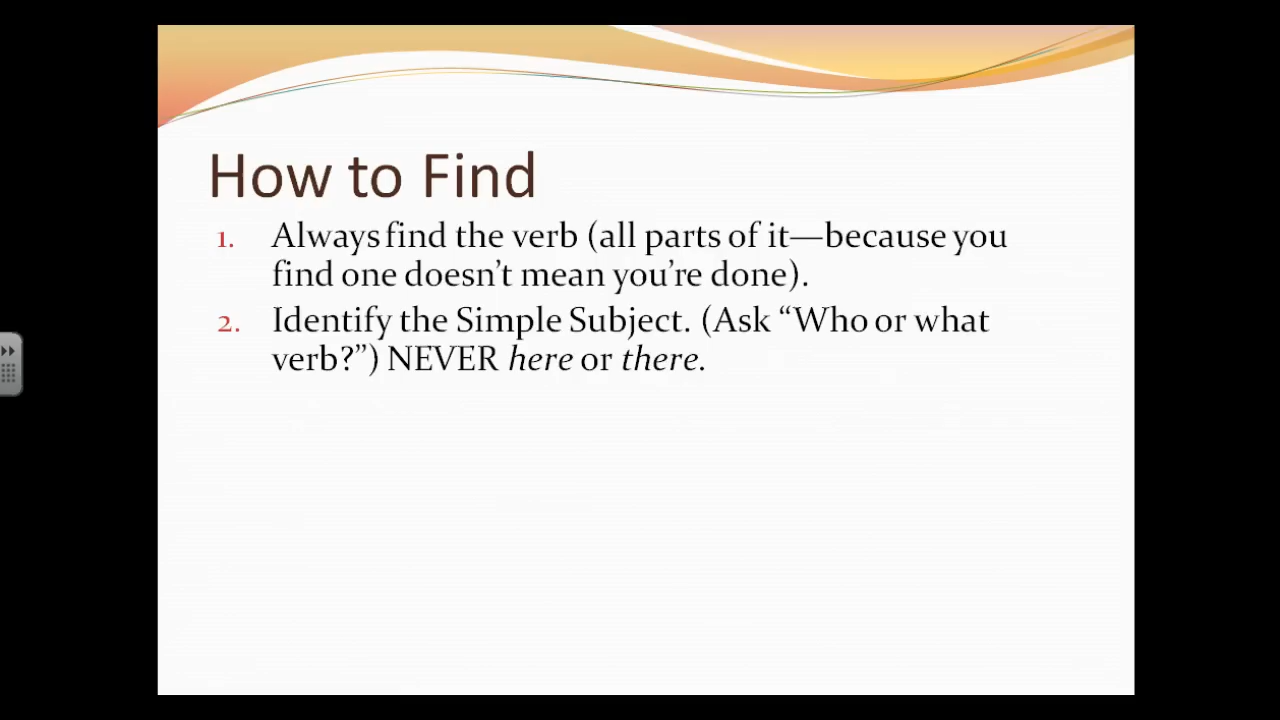 How to Find
1. Always find the verb (all parts of it—because you
find one doesn’t mean you’re done).
2. Identify the Simple Subject. (Ask “Who or what
verb?”) NEVER here or there.